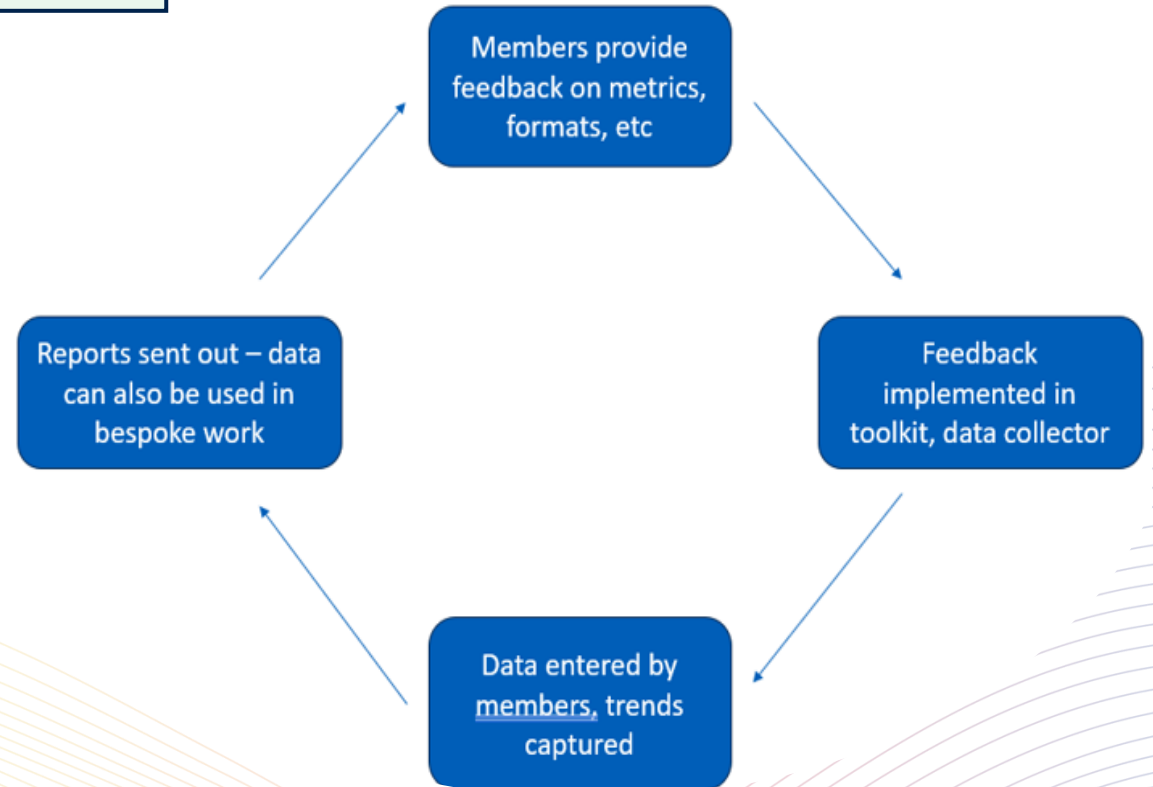 Members provide
feedback on metrics,
formats, etc
Feedback
implemented in
toolkit, data collector
Data entered by
members, trends
captured
Reports sent out – data
can also be used in
bespoke work